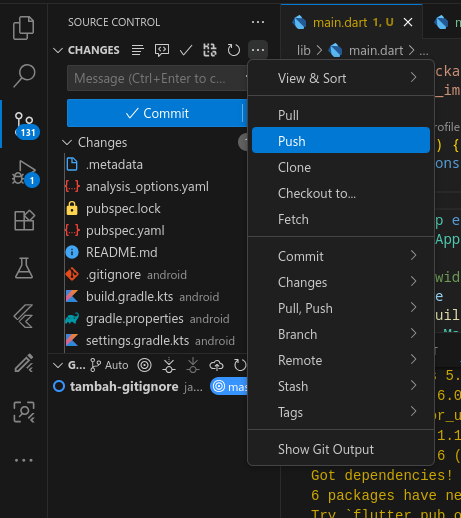 SOURCE CONTROL
CHANGES
Message (Ctrl+Enter to c...
Commit
Changes
.metadata
analysis_options.yaml
pubspec.lock
pubspec.yaml
README.md
.gitignore android
build.gradle.kts android
gradle.properties android
settings.gradle.kts android
G... Auto
tambah-gitignore ja...
131
1
main.dart 1, U
lib > main.dart > ...
View & Sort
Pull
Push
Clone
Checkout to...
Fetch
Commit
Changes
Pull, Push
Branch
Remote
Stash
Tags
Show Git Output
Got dependencies!
6 packages have ne
Try `flutter pub o